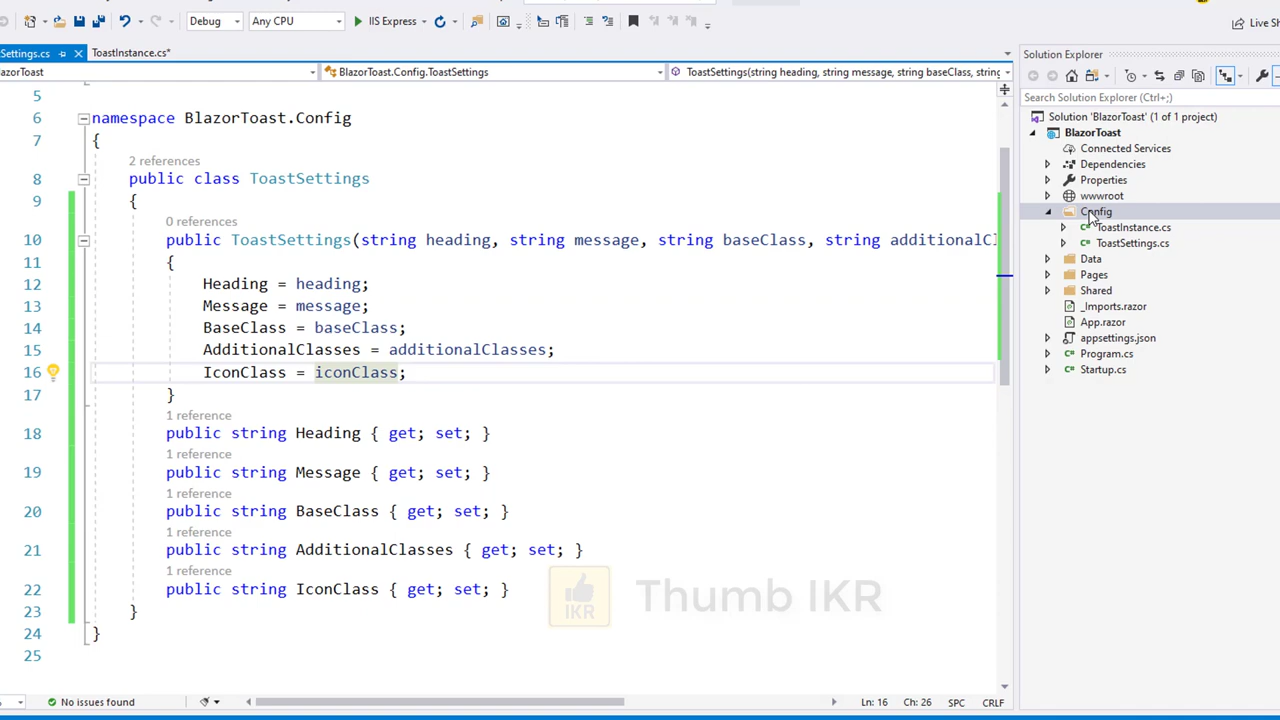 Debug
Any CPU
IIS Express
Live Sh
Settings.cs
ToastInstance.cs*
azorToast
BlazorToast.Config.ToastSettings
ToastSettings(string heading, string message, string baseClass, string
5
6 namespace BlazorToast.Config
7 {
2 references
8 public class ToastSettings
9 {
0 references
10 public ToastSettings(string heading, string message, string baseClass, string additionalCl
11 {
12 Heading = heading;
13 Message = message;
14 BaseClass = baseClass;
15 AdditionalClasses = additionalClasses;
16 IconClass = iconClass;
17 }
1 reference
18 public string Heading { get; set; }
1 reference
19 public string Message { get; set; }
1 reference
20 public string BaseClass { get; set; }
1 reference
21 public string AdditionalClasses { get; set; }
1 reference
22 public string IconClass { get; set; }
23 }
24 }
25
IKR
Thumb IKR
No issues found
Ln: 16
Ch: 26
SPC
CRLF
Solution Explorer
Search Solution Explorer (Ctrl+;)
Solution 'BlazorToast' (1 of 1 project)
BlazorToast
Connected Services
Dependencies
Properties
wwwroot
Config
ToastInstance.cs
ToastSettings.cs
Data
Pages
Shared
_Imports.razor
App.razor
appsettings.json
Program.cs
Startup.cs